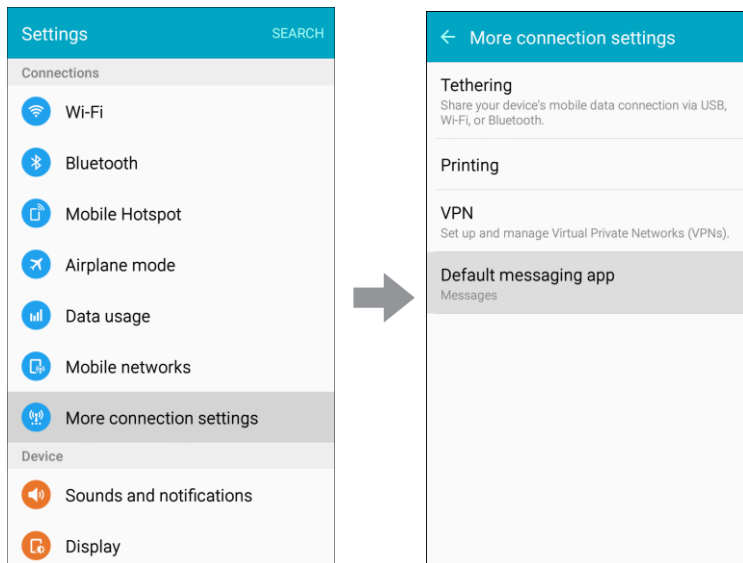 Settings
SEARCH
Connections
Wi-Fi
Bluetooth
Mobile Hotspot
Airplane mode
Data usage
Mobile networks
More connection settings
Device
Sounds and notifications
Display
More connection settings
Tethering
Share your device's mobile data connection via USB,
Wi-Fi, or Bluetooth.
Printing
VPN
Set up and manage Virtual Private Networks (VPNs).
Default messaging app
Messages